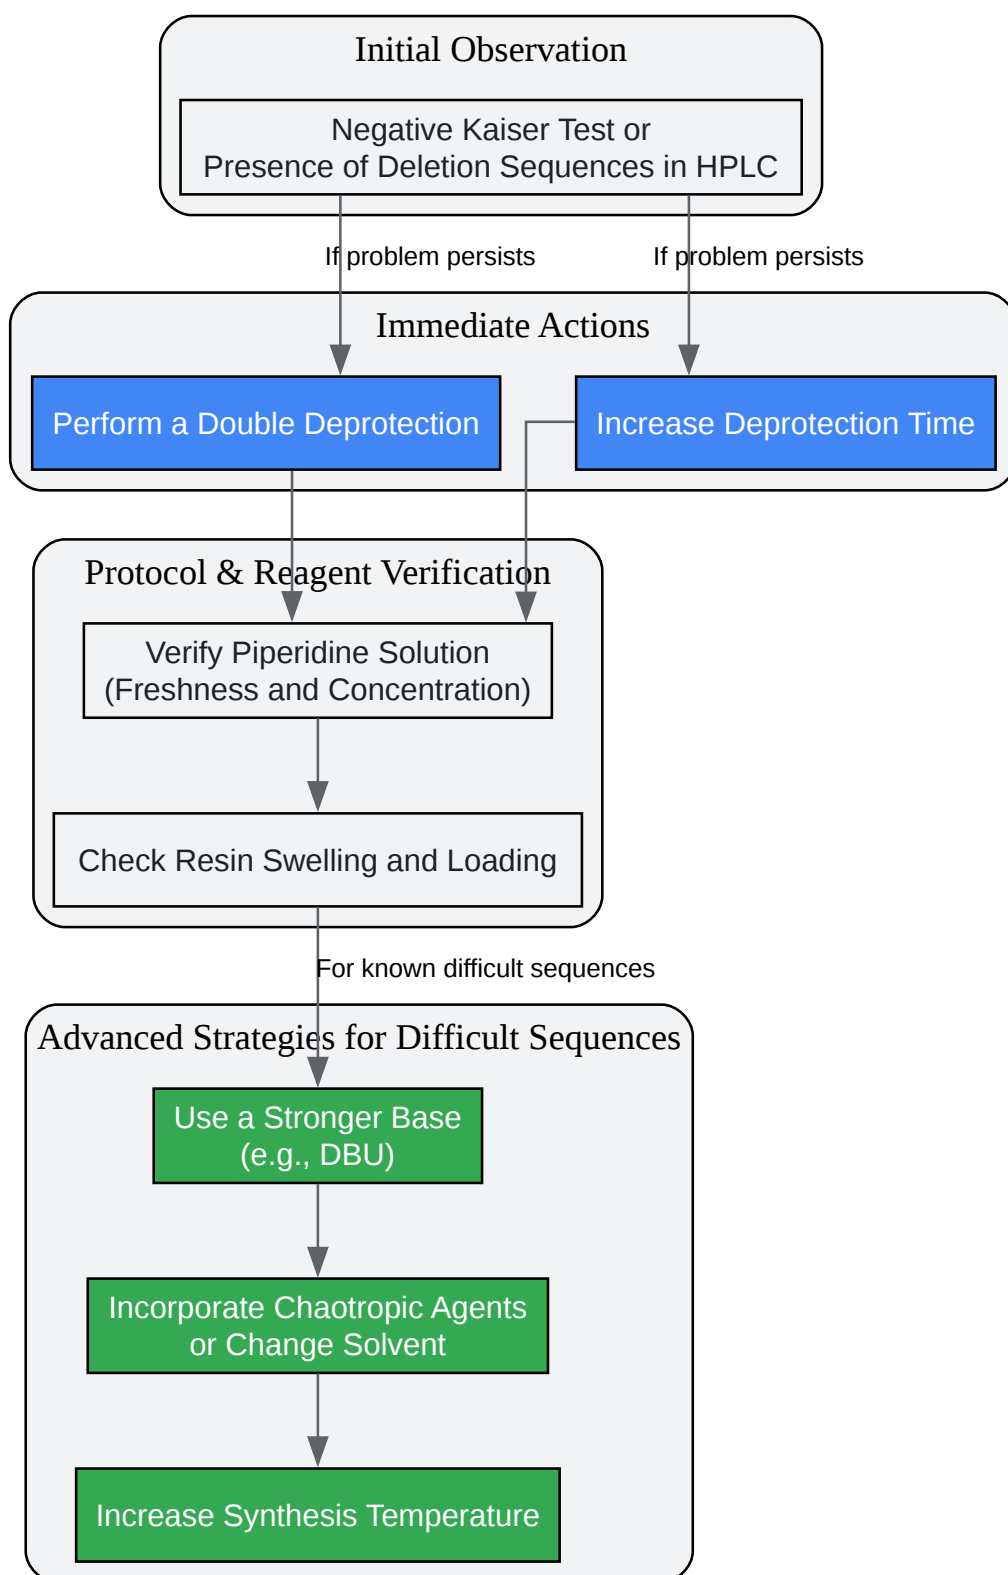 Initial Observation
Negative Kaiser Test or
Presence of Deletion Sequences in HPLC
If problem persists
If problem persists
Immediate Actions
Perform a Double Deprotection
Increase Deprotection Time
Protocol & Reagent Verification
Verify Piperidine Solution
(Freshness and Concentration)
Check Resin Swelling and Loading
For known difficult sequences
Advanced Strategies for Difficult Sequences
Use a Stronger Base
(e.g., DBU)
Incorporate Chaotropic Agents
or Change Solvent
Increase Synthesis Temperature